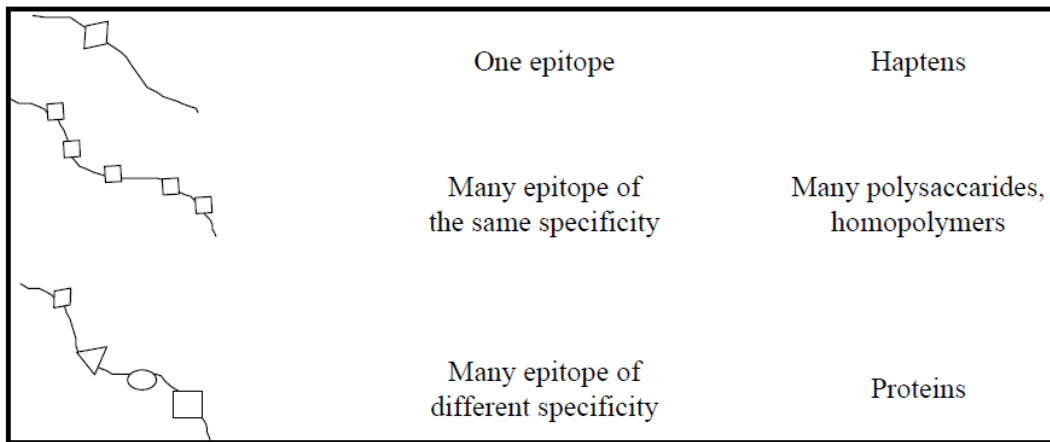 One epitope
Haptens
Many epitope of
the same specificity
Many polysaccarides,
homopolymers
Many epitope of
different specificity
Proteins